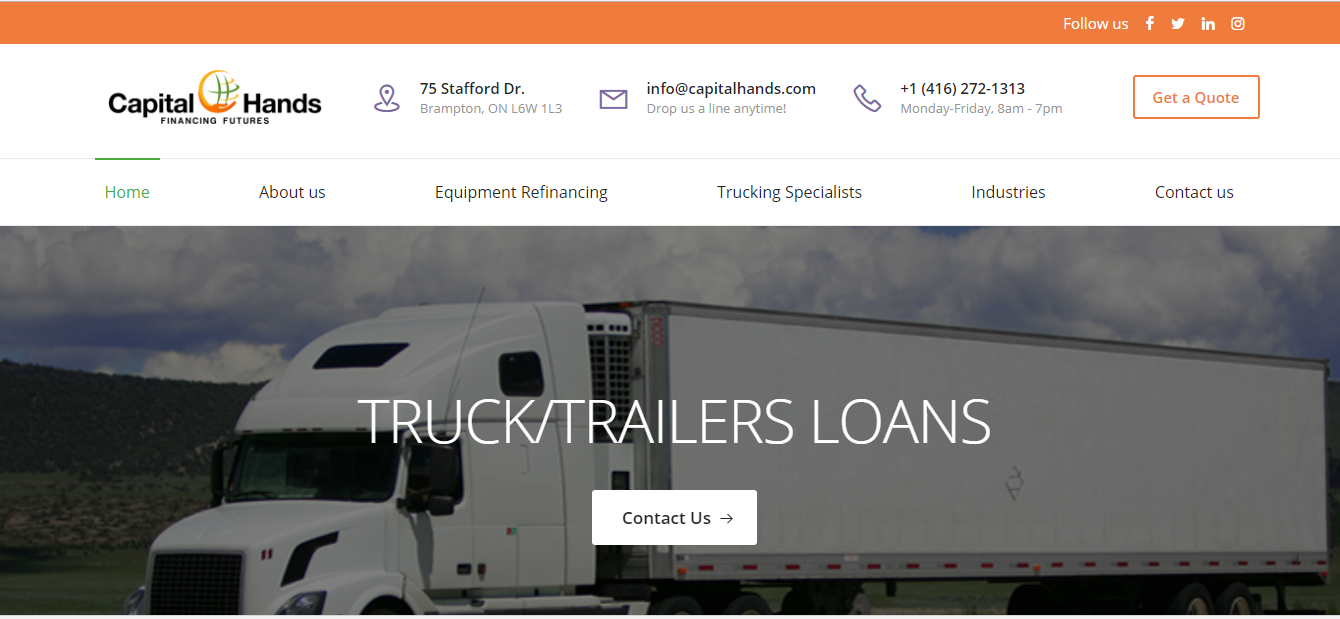 Follow us
Capital Hands
FINANCING FUTURES
75 Stafford Dr.
Brampton, ON L6W 1L3
info@capitalhands.com
Drop us a line anytime!
+1 (416) 272-1313
Monday-Friday, 8am - 7pm
Get a Quote
Home
About us
Equipment Refinancing
Trucking Specialists
Industries
Contact us
TRUCK/TRAILERS LOANS
Contact Us →